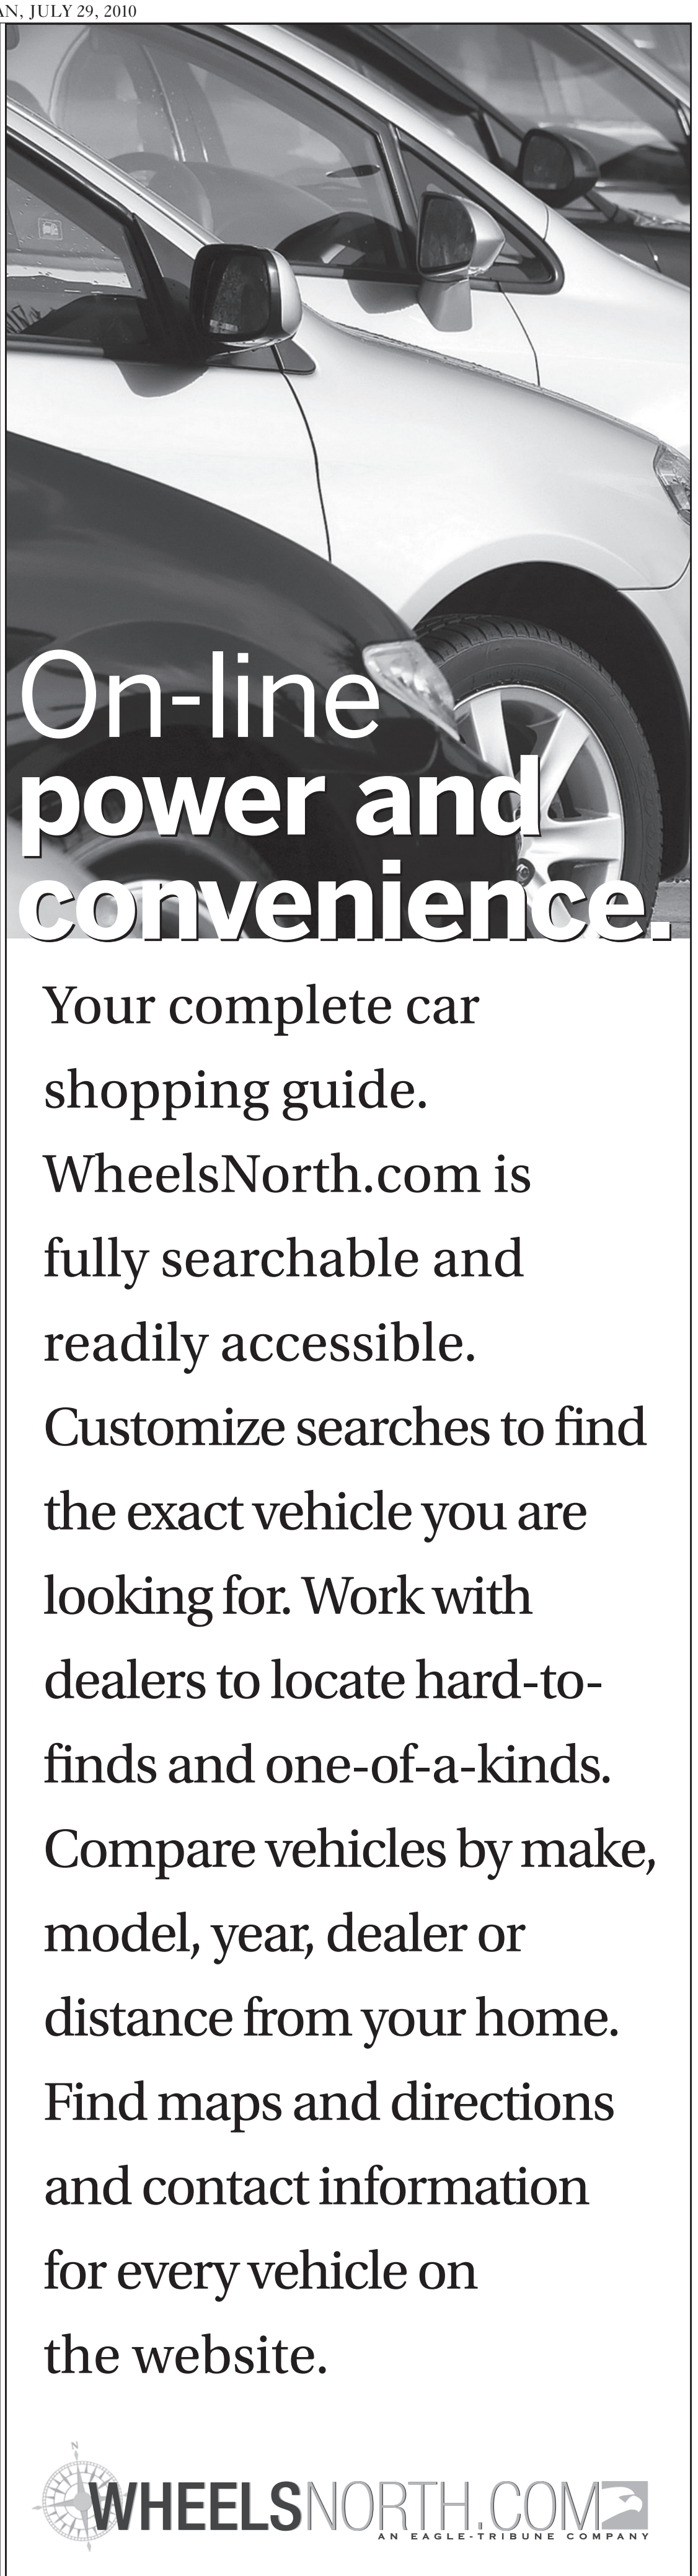 AN, JULY 29, 2010
On-line
power and
convenience.
Your complete car
shopping guide.
WheelsNorth.com is
fully searchable and
readily accessible.
Customize searches to find
the exact vehicle you are
looking for. Work with
dealers to locate hard-to-
finds and one-of-a-kinds.
Compare vehicles by make,
model, year, dealer or
distance from your home.
Find maps and directions
and contact information
for every vehicle on
the website.
N
WHEELSNORTH.COM
AN EAGLE-TRIBUNE COMPANY